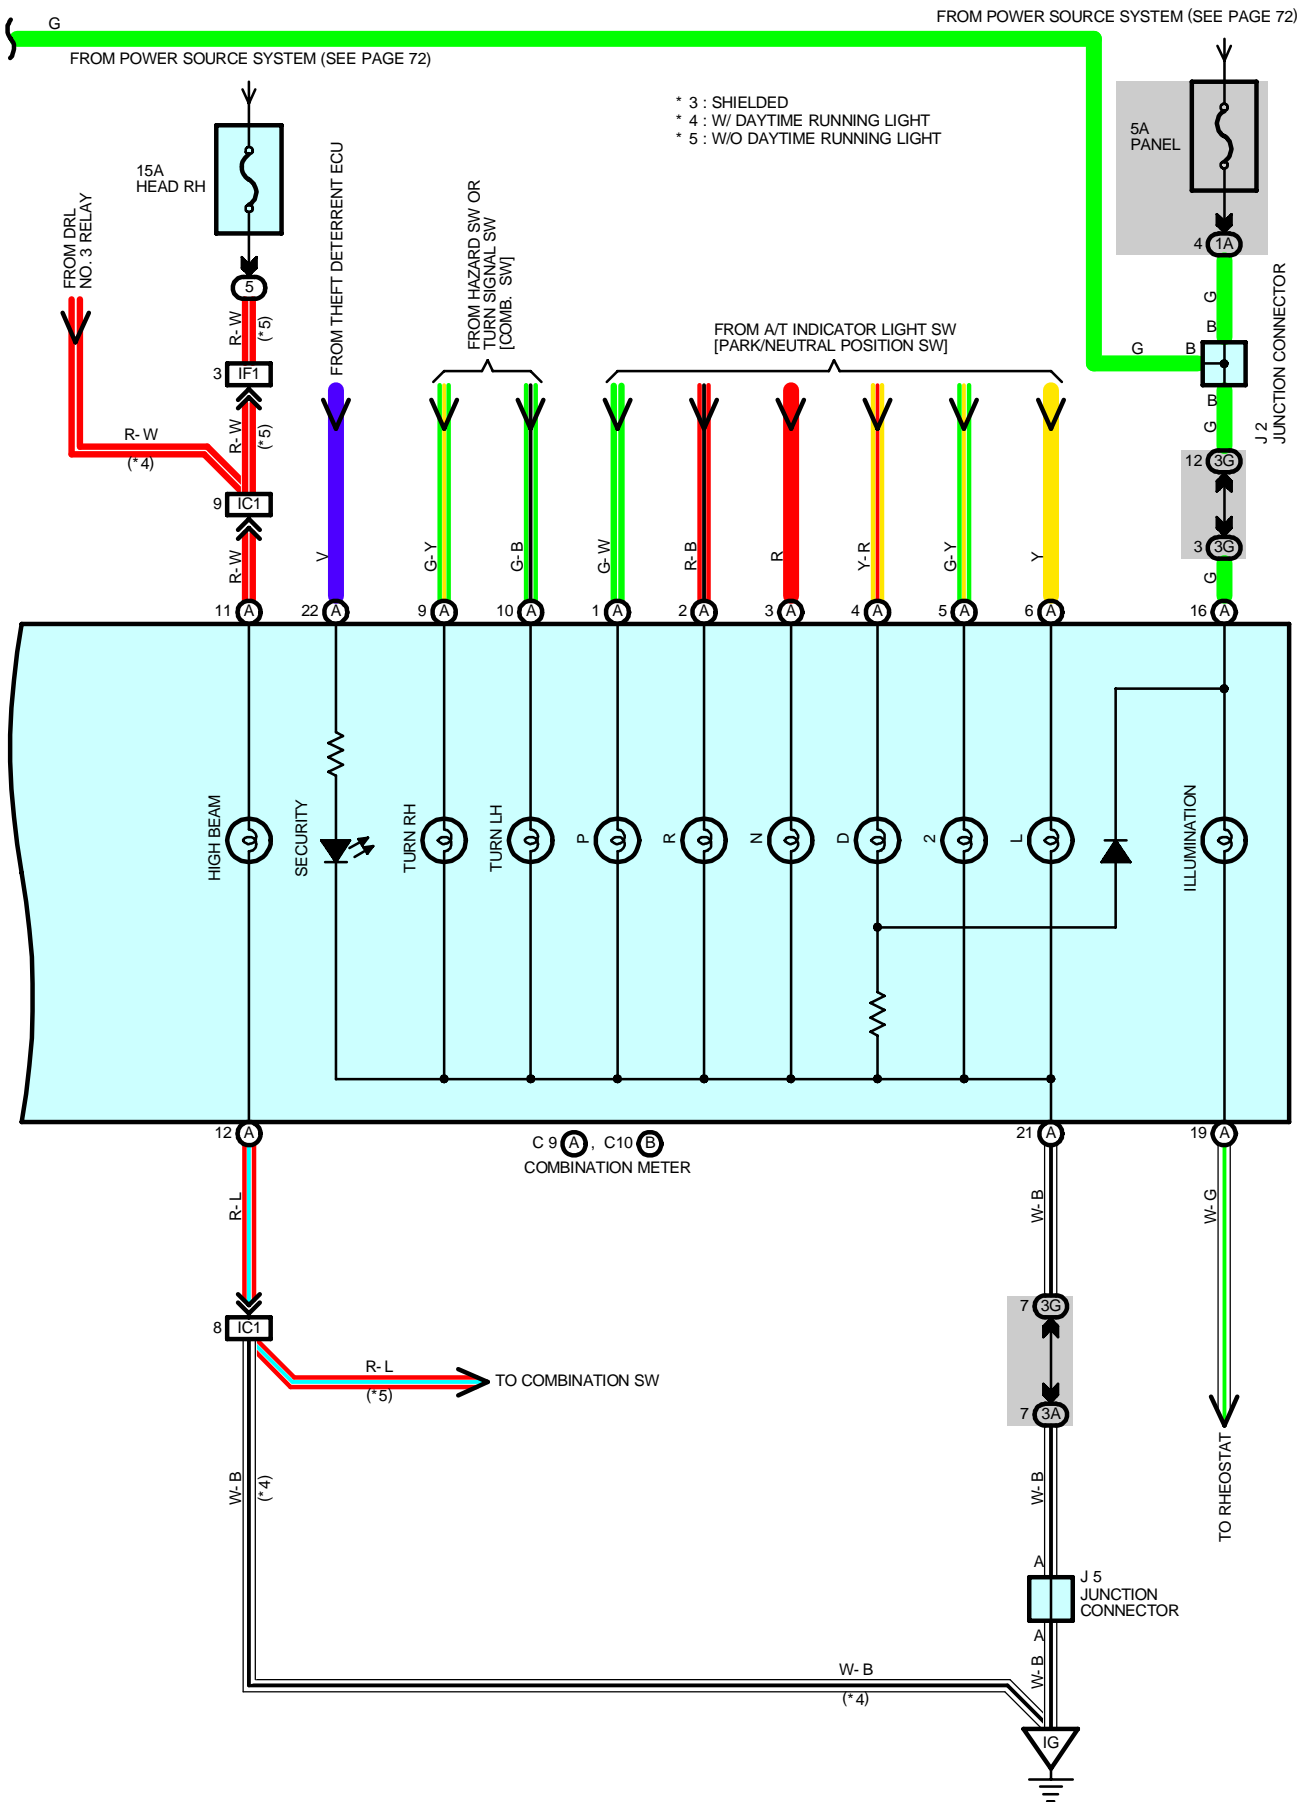 G
FROM POWER SOURCE SYSTEM (SEE PAGE 72)
FROM POWER SOURCE SYSTEM (SEE PAGE 72)
* 3 : SHIELDED
* 4 : W/ DAYTIME RUNNING LIGHT
* 5 : W/O DAYTIME RUNNING LIGHT
15A
HEAD RH
5A
PANEL
4 1A
FROM DRL
NO. 3 RELAY
5
R-W
(*5)
3 IF1
R-W
(*5)
R-W
(*4)
9 IC1
R-W
FROM THEFT DETERRENT ECU
FROM HAZARD SW OR
TURN SIGNAL SW
[COMB. SW]
FROM A/T INDICATOR LIGHT SW
[PARK/NEUTRAL POSITION SW]
G
B
G
B
B
G
J 2
JUNCTION CONNECTOR
12 3G
3 3G
G
V
G-Y
G-B
G-W
R-B
R
Y-R
G-Y
Y
11 A
22 A
9 A
10 A
1 A
2 A
3 A
4 A
5 A
6 A
16 A
HIGH BEAM
SECURITY
TURN RH
TURN LH
P
R
N
D
2
L
ILLUMINATION
12 A
C 9 A , C10 B
COMBINATION METER
21 A
19 A
R-L
W-B
W-G
8 IC1
R-L
(*5)
TO COMBINATION SW
7 3G
7 3A
W-B
(*4)
W-B
TO RHEOSTAT
A
J 5
JUNCTION
CONNECTOR
A
W-B
W-B
(*4)
IG